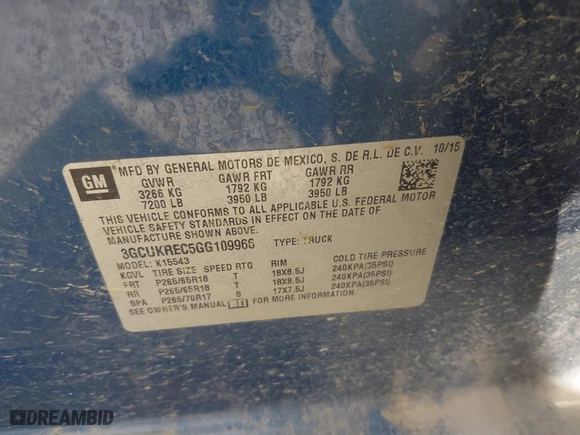 GM
MFD BY GENERAL MOTORS DE MEXICO, S. DE R.L. DE C.V. 10/15
GVWR GAWR FRT GAWR RR
3266 KG 1792 KG 1792 KG
7200 LB 3950 LB 3950 LB
THIS VEHICLE CONFORMS TO ALL APPLICABLE U.S. FEDERAL MOTOR
VEHICLE SAFETY STANDARDS IN EFFECT ON THE DATE OF
MANUFACTURE SHOWN ABOVE.
3GCUKREC5GG109966 TYPE: TRUCK
MODEL: K15543
KGVL TIRE SIZE SPEED RTG RIM COLD TIRE PRESSURE
FRT P265/65R18 T 18X8.5J 240KPA(35PSI)
RR P265/65R18 T 18X8.5J 240KPA(35PSI)
SPA P265/70R17 S 17X7.5J 240KPA(35PSI)
SEE OWNER'S MANUAL FOR MORE INFORMATION.
DREAMBID